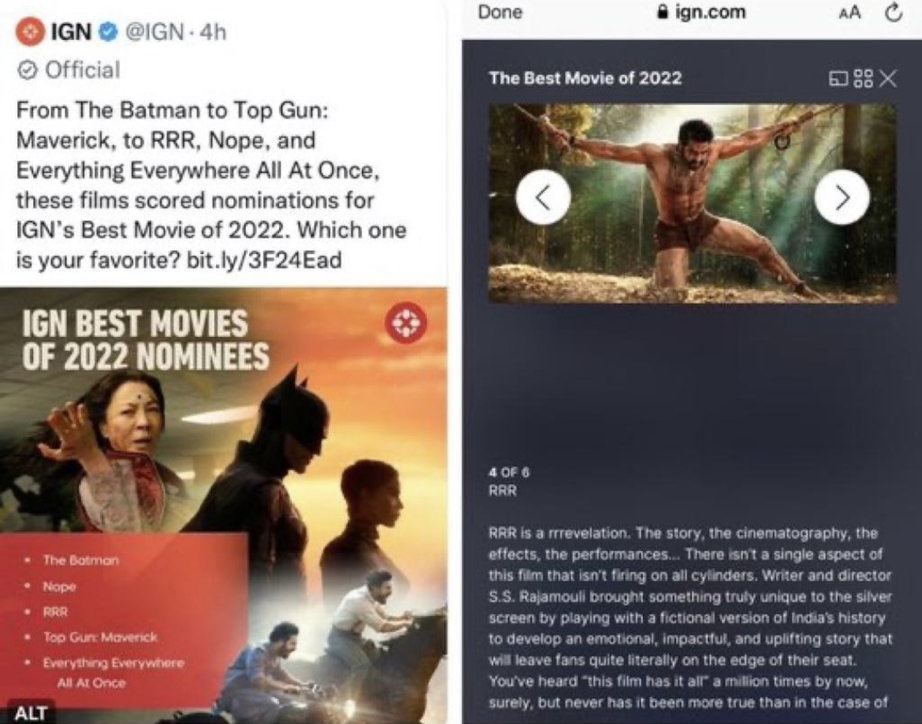 IGN @IGN · 4h
Official
From The Batman to Top Gun:
Maverick, to RRR, Nope, and
Everything Everywhere All At Once,
these films scored nominations for
IGN's Best Movie of 2022. Which one
is your favorite? bit.ly/3F24Ead
IGN BEST MOVIES
OF 2022 NOMINEES
• The Batman
• Nope
• RRR
• Top Gun: Maverick
• Everything Everywhere
All At Once
ALT
Done
ign.com
AA
The Best Movie of 2022
4 OF 6
RRR
RRR is a rrrevelation. The story, the cinematography, the
effects, the performances... There isn't a single aspect of
this film that isn't firing on all cylinders. Writer and director
S.S. Rajamouli brought something truly unique to the silver
screen by playing with a fictional version of India's history
to develop an emotional, impactful, and uplifting story that
will leave fans quite literally on the edge of their seat.
You've heard "this film has it all" a million times by now,
surely, but never has it been more true than in the case of